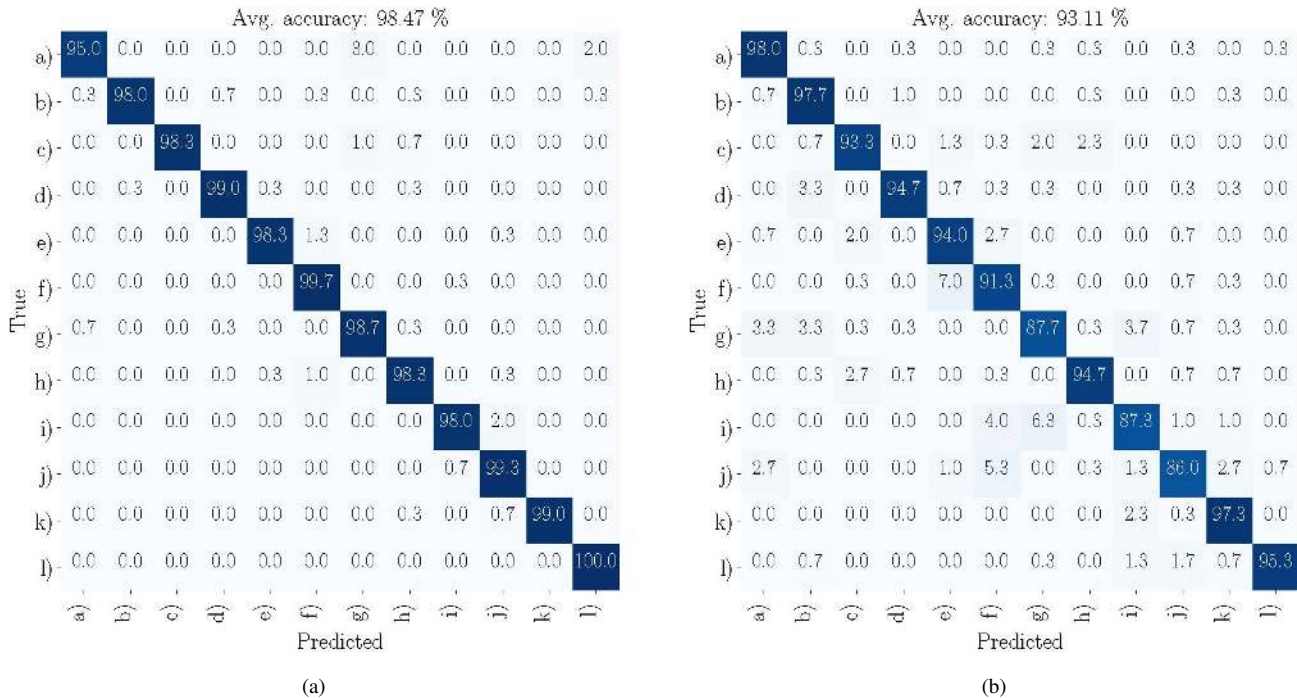 Avg. accuracy: 98.47 %
a) 95.0 0.0 0.0 0.0 0.0 0.0 3.0 0.0 0.0 0.0 0.0 2.0
b) 0.3 98.0 0.0 0.7 0.0 0.3 0.0 0.3 0.0 0.0 0.0 0.3
c) 0.0 0.0 98.3 0.0 0.0 0.0 1.0 0.7 0.0 0.0 0.0 0.0
d) 0.0 0.3 0.0 99.0 0.3 0.0 0.0 0.3 0.0 0.0 0.0 0.0
e) 0.0 0.0 0.0 0.0 98.3 1.3 0.0 0.0 0.0 0.3 0.0 0.0
f) 0.0 0.0 0.0 0.0 0.0 99.7 0.0 0.0 0.3 0.0 0.0 0.0
g) 0.7 0.0 0.0 0.3 0.0 0.0 98.7 0.3 0.0 0.0 0.0 0.0
h) 0.0 0.0 0.0 0.0 0.3 1.0 0.0 98.3 0.0 0.3 0.0 0.0
i) 0.0 0.0 0.0 0.0 0.0 0.0 0.0 0.0 98.0 2.0 0.0 0.0
j) 0.0 0.0 0.0 0.0 0.0 0.0 0.0 0.0 0.7 99.3 0.0 0.0
k) 0.0 0.0 0.0 0.0 0.0 0.0 0.0 0.3 0.0 0.7 99.0 0.0
l) 0.0 0.0 0.0 0.0 0.0 0.0 0.0 0.0 0.0 0.0 0.0 100.0
True
a) b) c) d) e) f) g) h) i) j) k) l)
Predicted
(a)
Avg. accuracy: 93.11 %
a) 98.0 0.3 0.0 0.3 0.0 0.0 0.3 0.3 0.0 0.3 0.0 0.3
b) 0.7 97.7 0.0 1.0 0.0 0.0 0.0 0.3 0.0 0.0 0.3 0.0
c) 0.0 0.7 93.3 0.0 1.3 0.3 2.0 2.3 0.0 0.0 0.0 0.0
d) 0.0 3.3 0.0 94.7 0.7 0.3 0.3 0.0 0.0 0.3 0.3 0.0
e) 0.7 0.0 2.0 0.0 94.0 2.7 0.0 0.0 0.0 0.7 0.0 0.0
f) 0.0 0.0 0.3 0.0 7.0 91.3 0.3 0.0 0.0 0.7 0.3 0.0
g) 3.3 3.3 0.3 0.3 0.0 0.0 87.7 0.3 3.7 0.7 0.3 0.0
h) 0.0 0.3 2.7 0.7 0.0 0.3 0.0 94.7 0.0 0.7 0.7 0.0
i) 0.0 0.0 0.0 0.0 0.0 4.0 6.3 0.3 87.3 1.0 1.0 0.0
j) 2.7 0.0 0.0 0.0 1.0 5.3 0.0 0.3 1.3 86.0 2.7 0.7
k) 0.0 0.0 0.0 0.0 0.0 0.0 0.0 0.0 2.3 0.3 97.3 0.0
l) 0.0 0.7 0.0 0.0 0.0 0.0 0.3 0.0 1.3 1.7 0.7 95.3
True
a) b) c) d) e) f) g) h) i) j) k) l)
Predicted
(b)